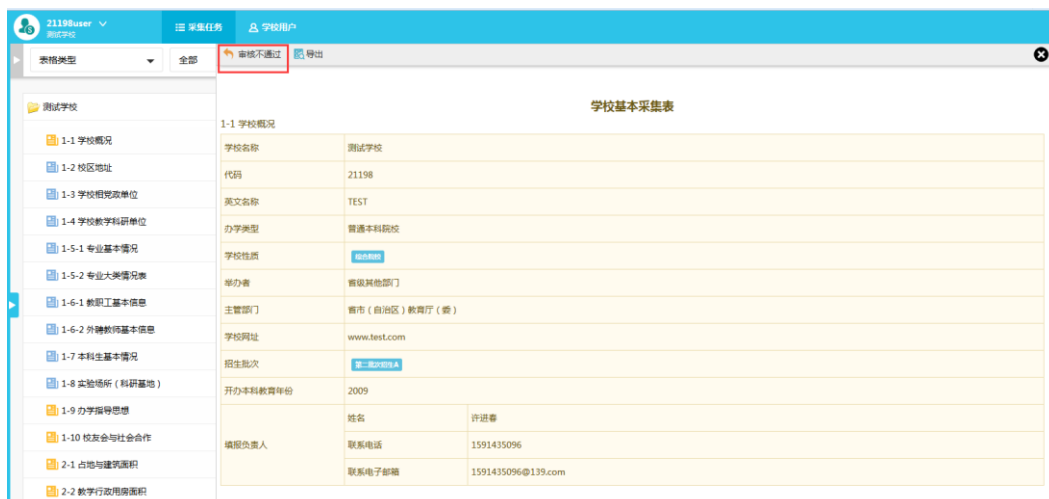 21198user
测试学校
采集任务
学校用户
表格类型
全部
审核不通过
导出
测试学校
1-1 学校概况
1-2 校区地址
1-3 学校相党政单位
1-4 学校教学科研单位
1-5-1 专业基本情况
1-5-2 专业大类情况表
1-6-1 教职工基本信息
1-6-2 外聘教师基本信息
1-7 本科生基本情况
1-8 实验场所(科研基地)
1-9 办学指导思想
1-10 校友会与社会合作
2-1 占地与建筑面积
2-2 教学行政用房面积
学校基本采集表
1-1 学校概况
学校名称 测试学校
代码 21198
英文名称 TEST
办学类型 普通本科院校
学校性质 综合院校
举办者 省级其他部门
主管部门 省市(自治区)教育厅(委)
学校网址 www.test.com
招生批次 第二批次招生A
开办本科教育年份 2009
填报负责人
姓名 许进春
联系电话 1591435096
联系电子邮箱 1591435096@139.com